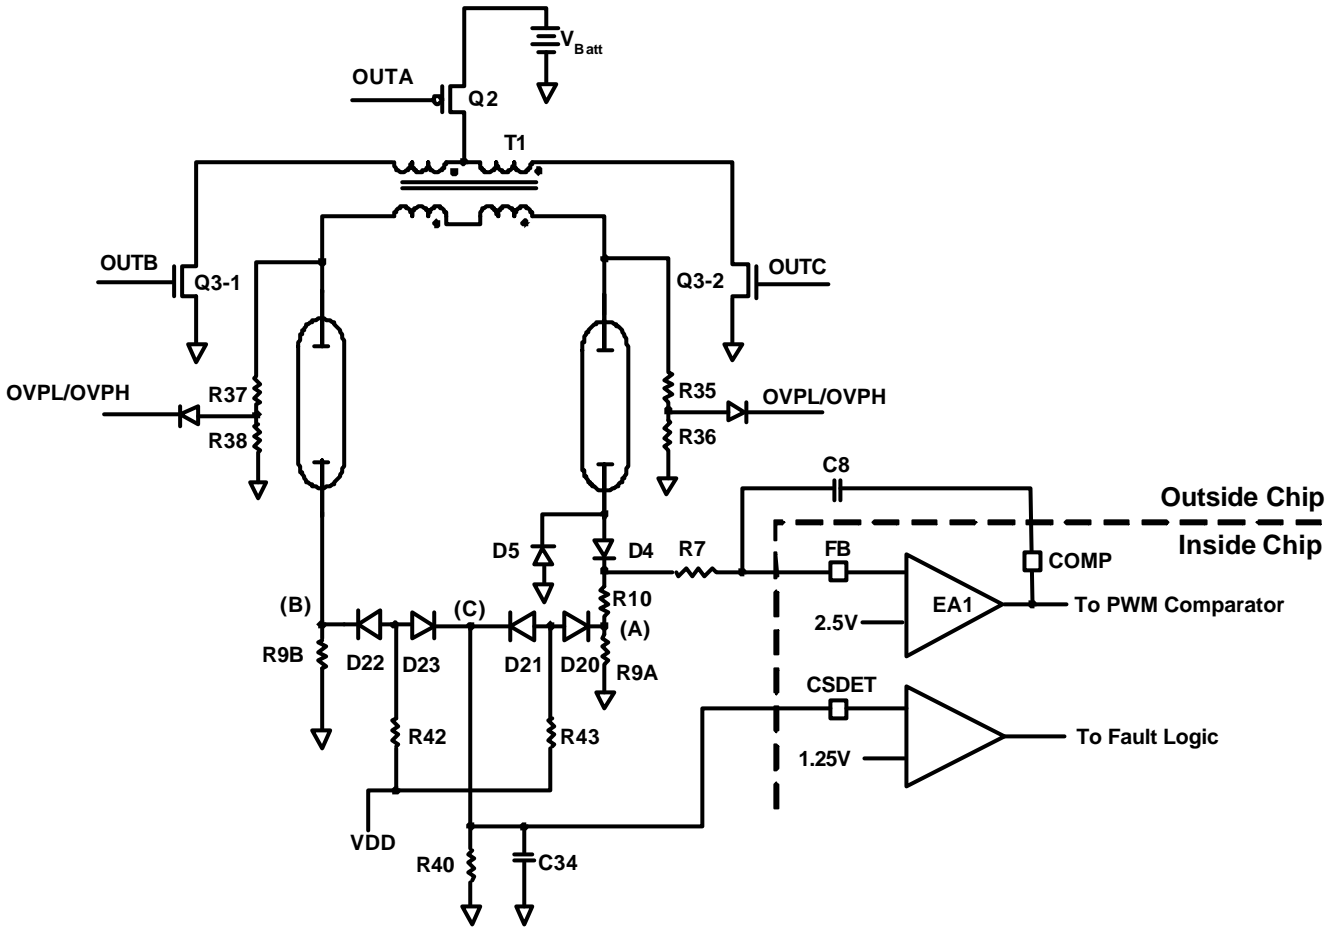 V
Batt
OUTA
Q2
T1
OUTB
Q3-1
Q3-2
OUTC
OVPL/OVPH
R37
R38
R35
R36
OVPL/OVPH
C8
Outside Chip
Inside Chip
D5
D4
R7
FB
COMP
(B)
(C)
R10
(A)
EA1
To PWM Comparator
2.5V
R9B
D22
D23
D21
D20
R9A
CSDET
R42
R43
To Fault Logic
1.25V
VDD
R40
C34